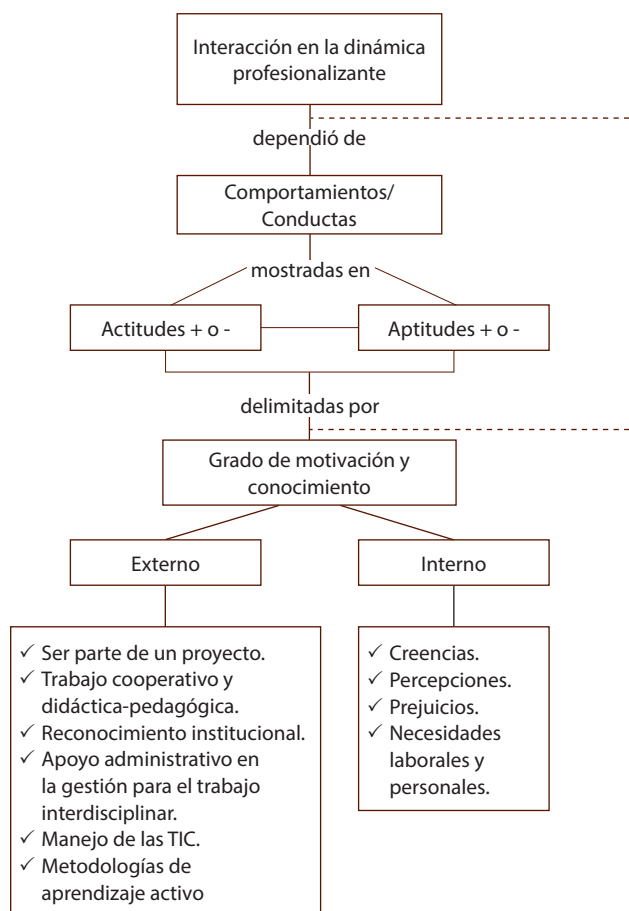 Interacción en la dinámica
profesionalizante
dependió de
Comportamientos/
Conductas
mostradas en
Actitudes + o -
Aptitudes + o -
delimitadas por
Grado de motivación y
conocimiento
Externo
Interno
✓ Ser parte de un proyecto.
✓ Trabajo cooperativo y
didáctica-pedagógica.
✓ Reconocimiento institucional.
✓ Apoyo administrativo en
la gestión para el trabajo
interdisciplinar.
✓ Manejo de las TIC.
✓ Metodologías de
aprendizaje activo
✓ Creencias.
✓ Percepciones.
✓ Prejuicios.
✓ Necesidades
laborales y
personales.